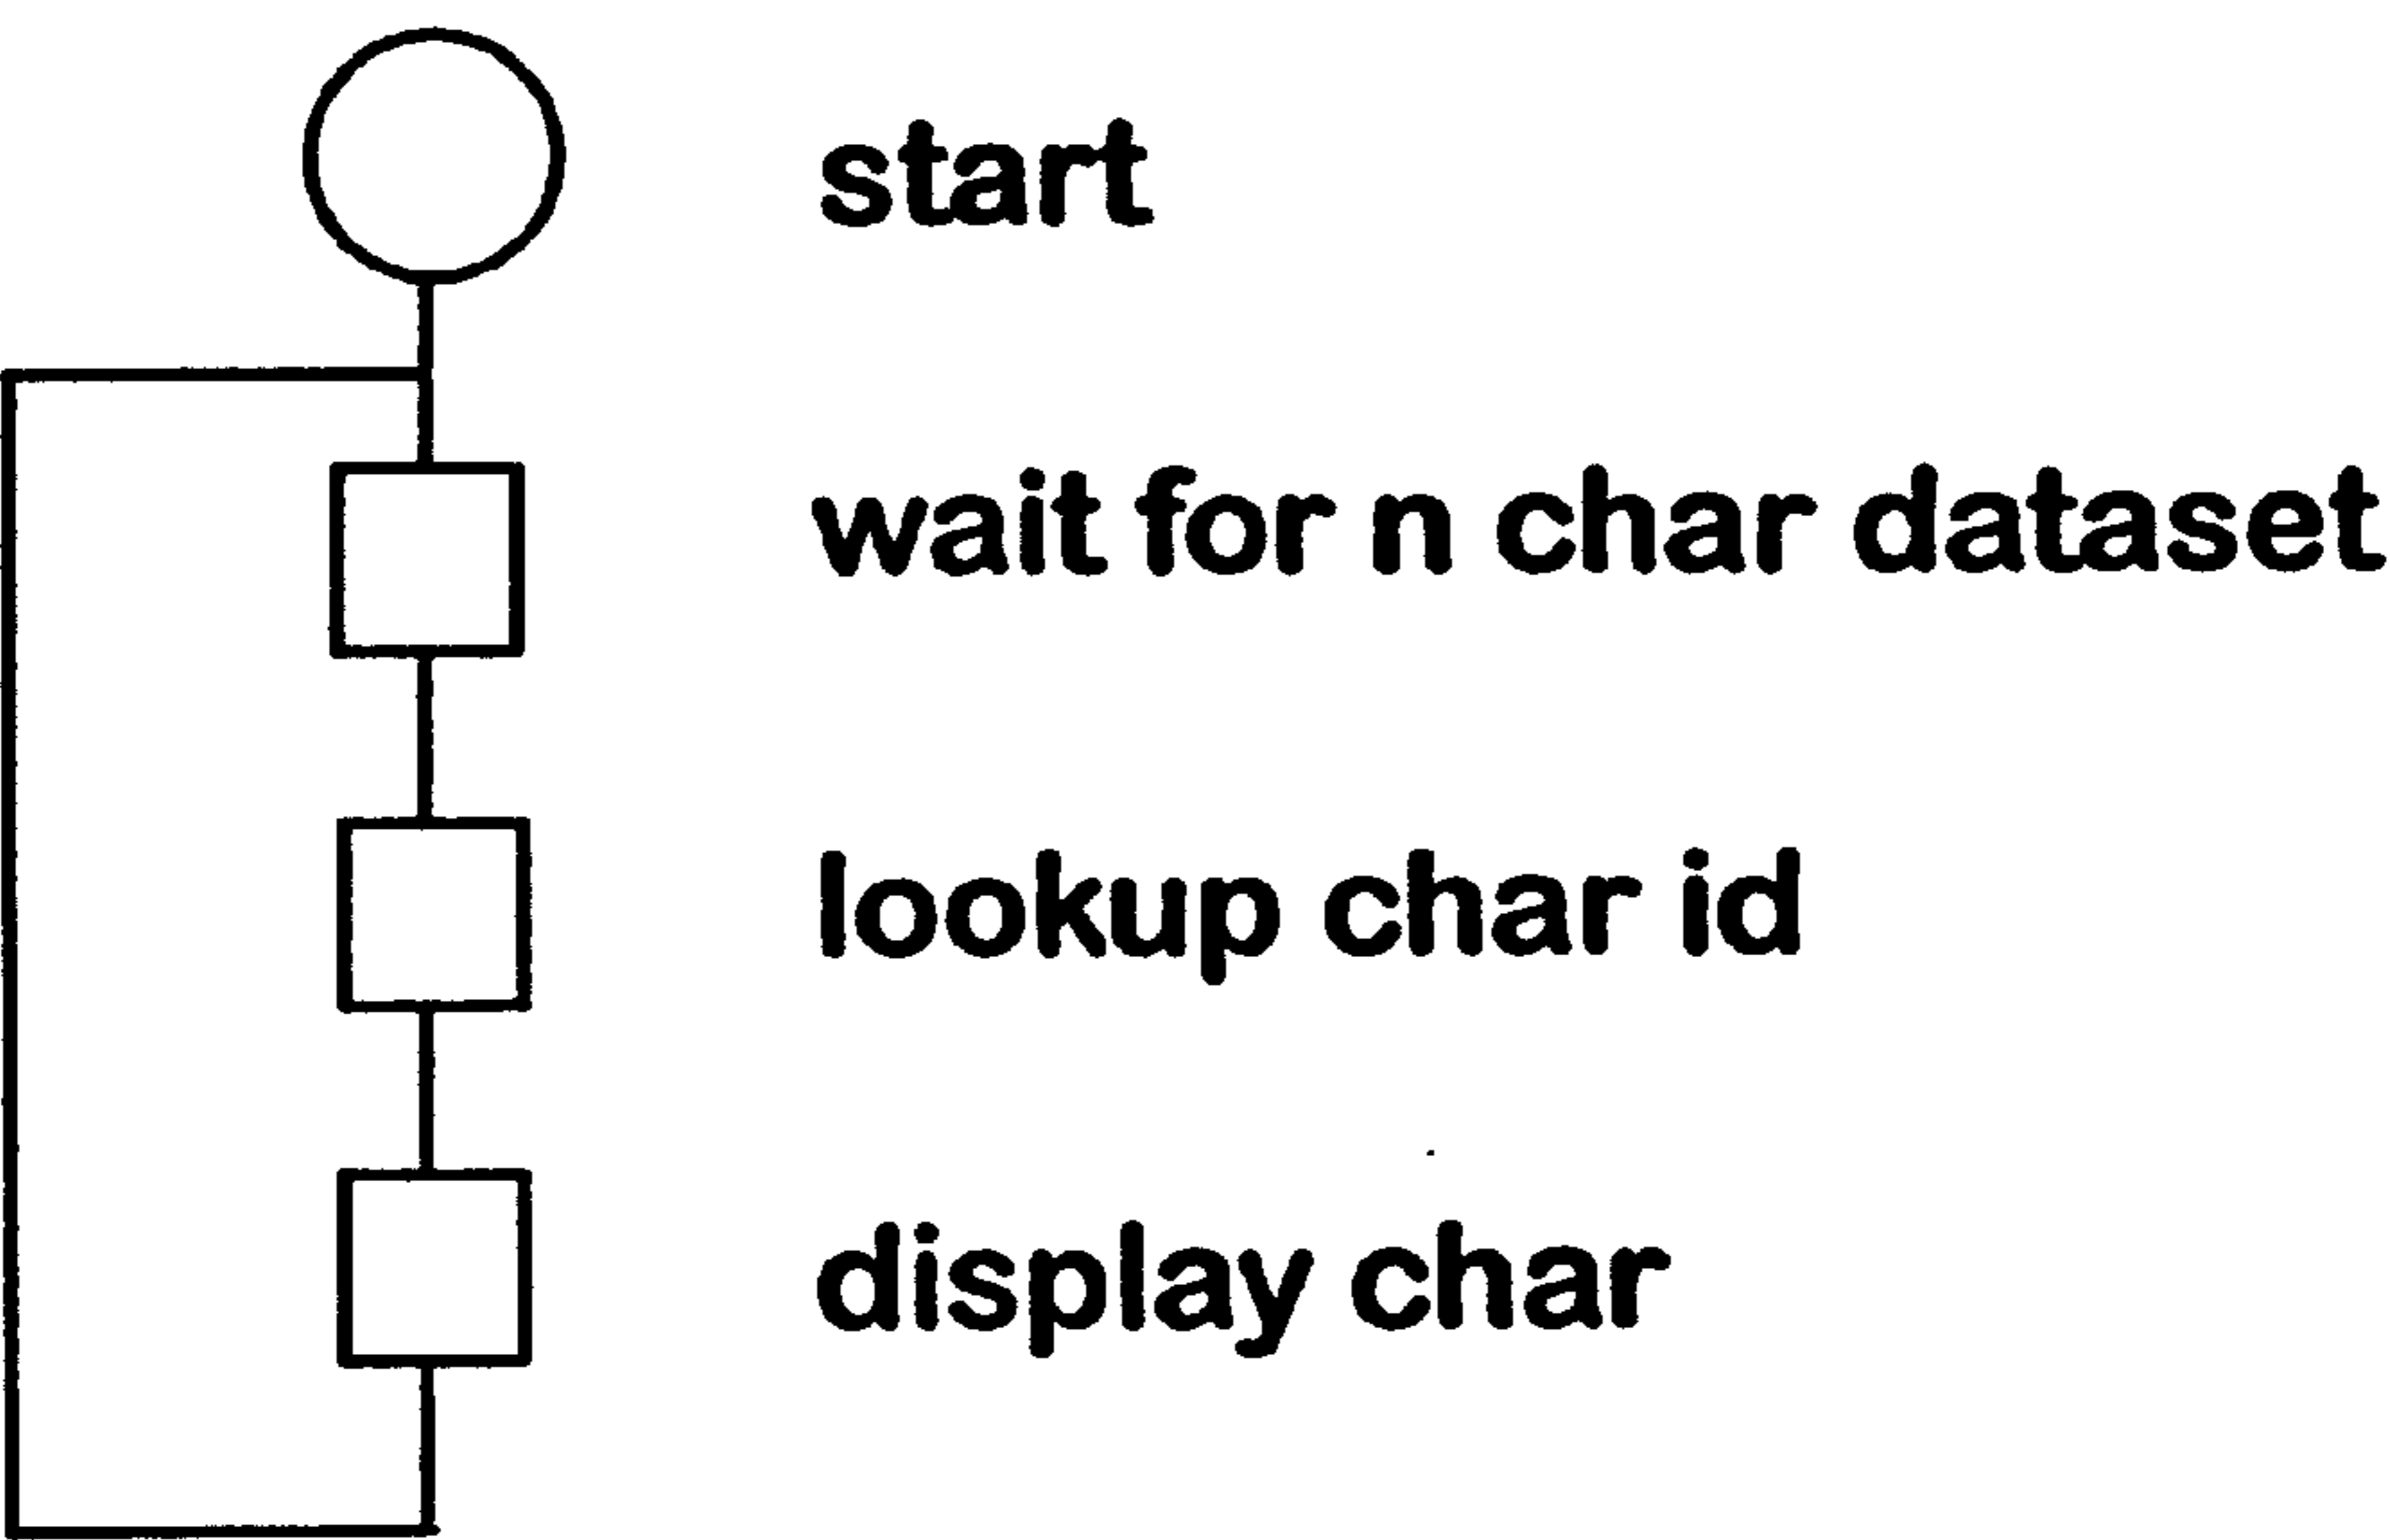 start
wait for n char dataset
lookup char id
display char